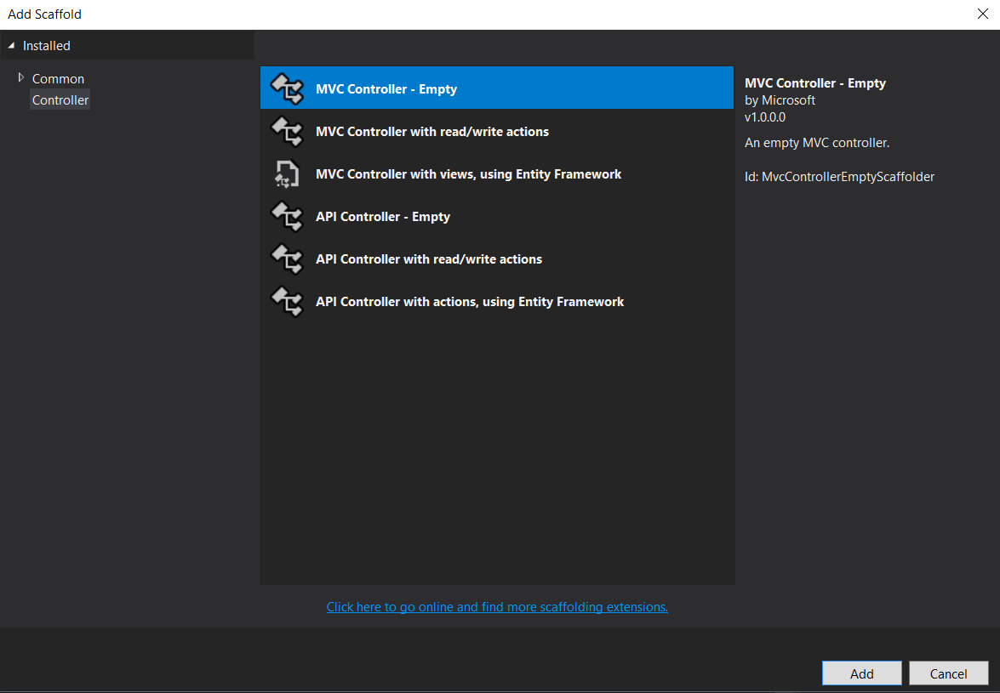 Add Scaffold
Installed
Common
Controller
MVC Controller - Empty
MVC Controller with read/write actions
MVC Controller with views, using Entity Framework
API Controller - Empty
API Controller with read/write actions
API Controller with actions, using Entity Framework
MVC Controller - Empty
by Microsoft
v1.0.0.0
An empty MVC controller.
Id: MvcControllerEmptyScaffolder
Click here to go online and find more scaffolding extensions.
Add
Cancel